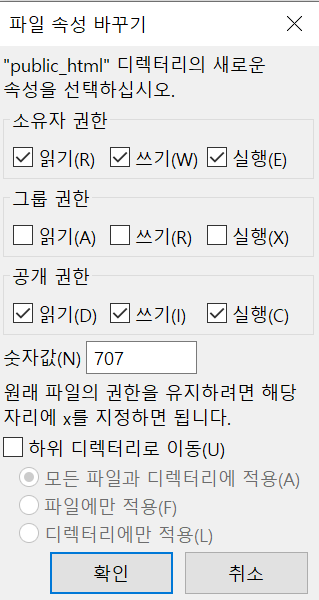 파일 속성 바꾸기
"public_html" 디렉터리의 새로운
속성을 선택하십시오.
소유자 권한
읽기(R) 쓰기(W) 실행(E)
그룹 권한
읽기(A) 쓰기(R) 실행(X)
공개 권한
읽기(D) 쓰기(I) 실행(C)
숫자값(N) 707
원래 파일의 권한을 유지하려면 해당
자리에 x를 지정하면 됩니다.
하위 디렉터리로 이동(U)
모든 파일과 디렉터리에 적용(A)
파일에만 적용(F)
디렉터리에만 적용(L)
확인 취소